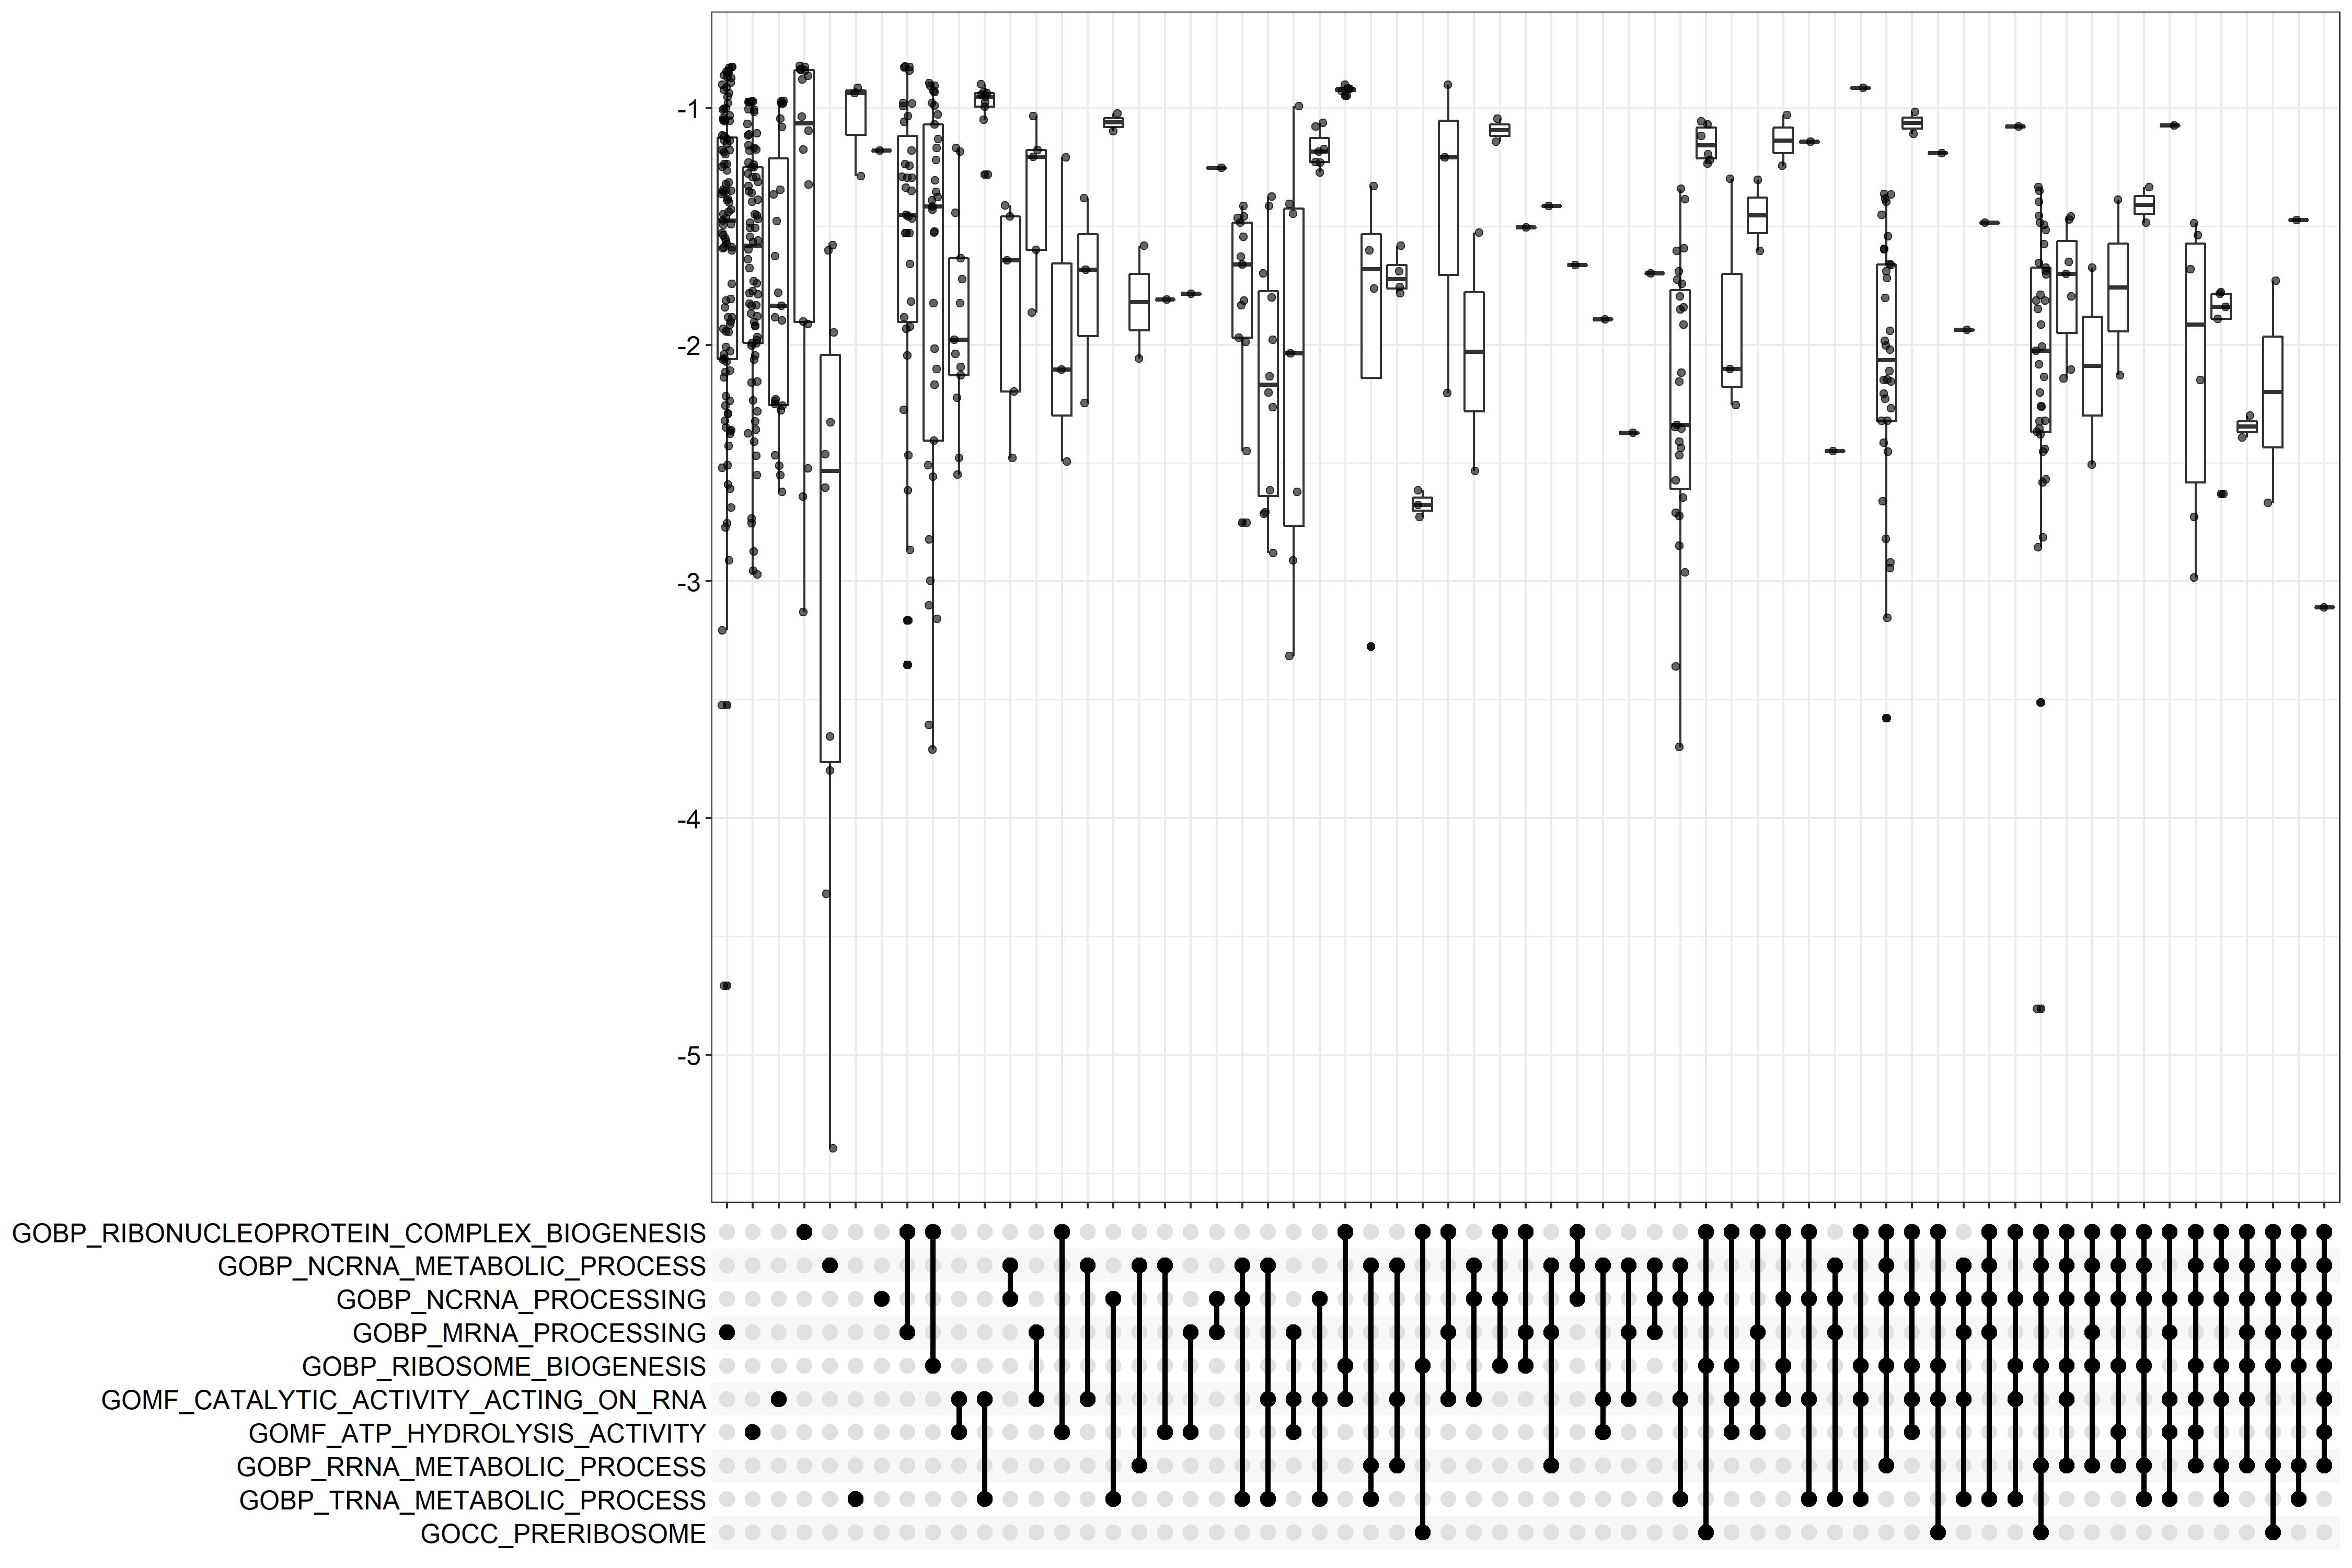 -1
-2
-3
-4
-5
GOBP_RIBONUCLEOPROTEIN_COMPLEX_BIOGENESIS
GOBP_NCRNA_METABOLIC_PROCESS
GOBP_NCRNA_PROCESSING
GOBP_MRNA_PROCESSING
GOBP_RIBOSOME_BIOGENESIS
GOMF_CATALYTIC_ACTIVITY_ACTING_ON_RNA
GOMF_ATP_HYDROLYSIS_ACTIVITY
GOBP_RRNA_METABOLIC_PROCESS
GOBP_TRNA_METABOLIC_PROCESS
GOCC_PRERIBOSOME